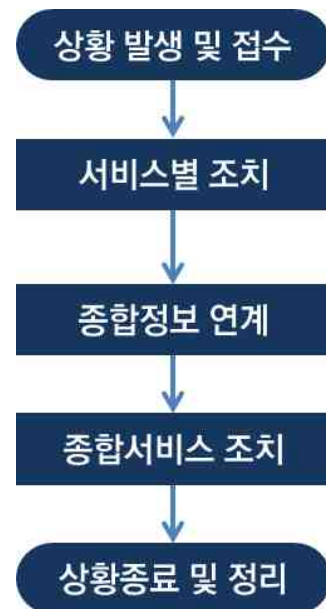 상황 발생 및 접수
서비스별 조치
종합정보 연계
종합서비스 조치
상황종료 및 정리